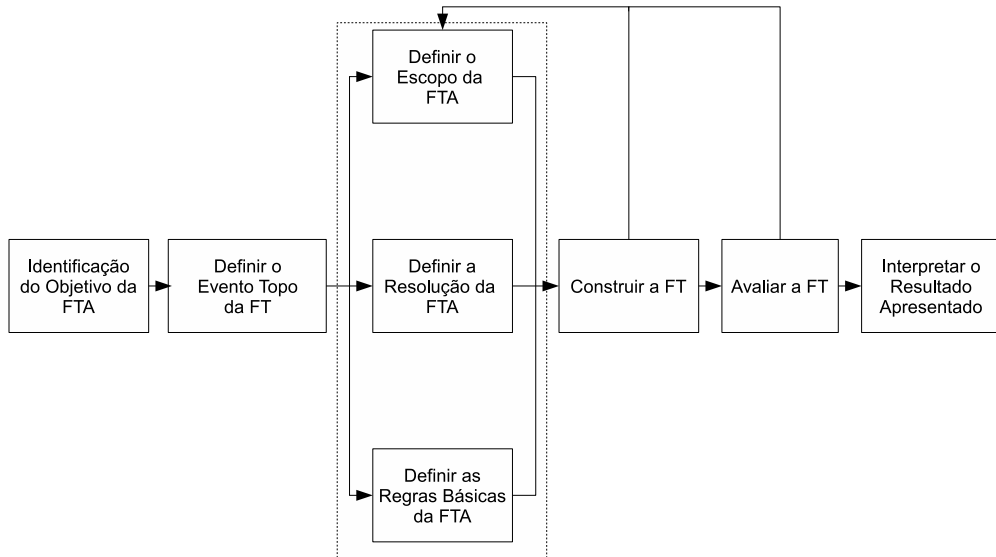 Identificação
do Objetivo da
FTA
Definir o
Evento Topo
da FT
Definir o
Escopo da
FTA
Definir a
Resolução da
FTA
Definir as
Regras Básicas
da FTA
Construir a FT
Avaliar a FT
Interpretar o
Resultado
Apresentado